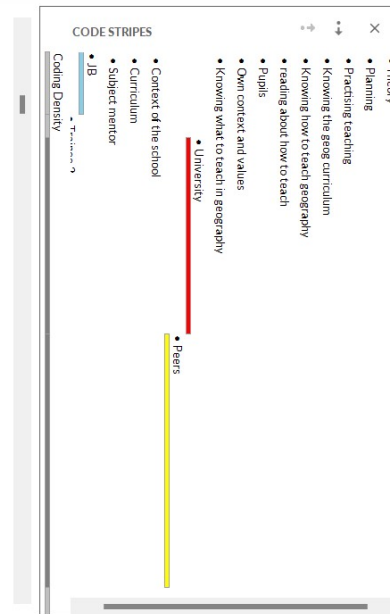 CODE STRIPES
Planning
Practising teaching
Knowing the geog curriculum
Knowing how to teach geography
reading about how to teach
Pupils
Own context and values
Knowing what to teach in geography
University
Peers
Context of the school
Curriculum
Subject mentor
JB
Coding Density